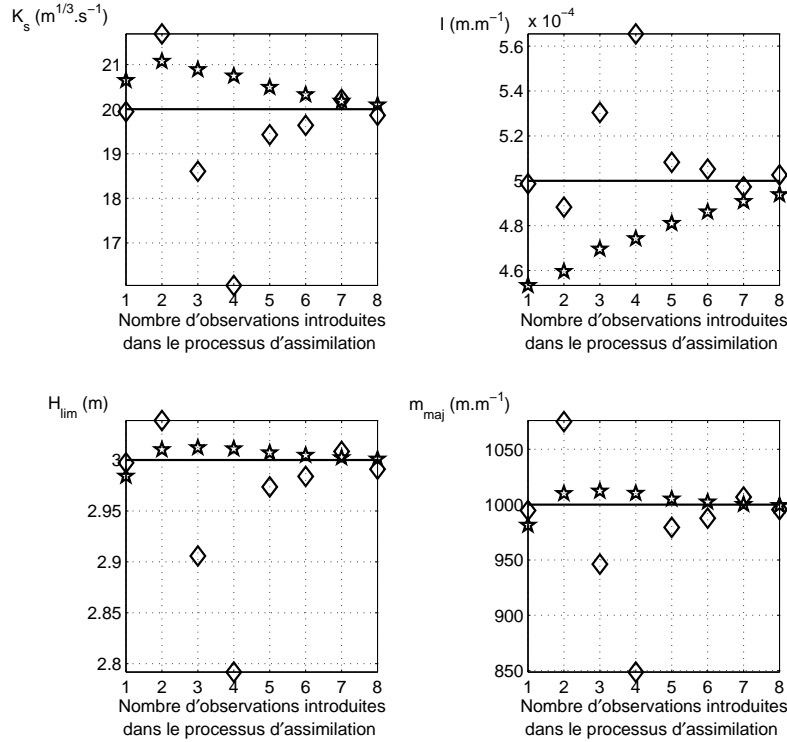 K_s (m^{1/3}.s^{−1})
21
20
19
18
17
16
1 2 3 4 5 6 7 8
Nombre d'observations introduites
dans le processus d'assimilation
I (m.m^{−1}) x 10^{−4}
5.6
5.4
5.2
5
4.8
4.6
1 2 3 4 5 6 7 8
Nombre d'observations introduites
dans le processus d'assimilation
H_{lim} (m)
3
2.95
2.9
2.85
2.8
1 2 3 4 5 6 7 8
Nombre d'observations introduites
dans le processus d'assimilation
m_{maj} (m.m^{−1})
1050
1000
950
900
850
1 2 3 4 5 6 7 8
Nombre d'observations introduites
dans le processus d'assimilation